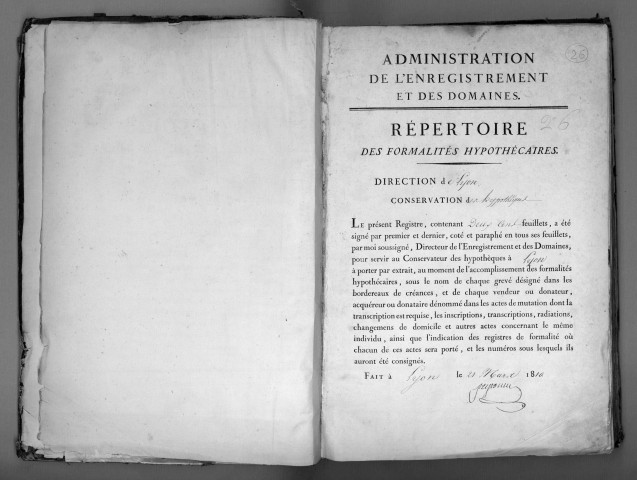 26
ADMINISTRATION
DE L'ENREGISTREMENT
ET DES DOMAINES.
RÉPERTOIRE
26
DES FORMALITÉS HYPOTHÉCAIRES.
DIRECTION de Lyon
CONSERVATION des hypothèques
LE présent Registre, contenant Deux Cent feuillets, a été
signé par premier et dernier, coté et paraphé en tous ses feuillets,
par moi soussigné, Directeur de l'Enregistrement et des Domaines,
pour servir au Conservateur des hypothèques à Lyon
à porter par extrait, au moment de l'accomplissement des formalités
hypothécaires, sous le nom de chaque grevé désigné dans les
bordereaux de créances, et de chaque vendeur ou donateur,
acquéreur ou donataire dénommé dans les actes de mutation dont la
transcription est requise, les inscriptions, transcriptions, radiations,
changemens de domicile et autres actes concernant le même
individu, ainsi que l'indication des registres de formalité où
chacun de ces actes sera porté, et les numéros sous lesquels ils
auront été consignés.
FAIT à Lyon le 21 Mars 1810